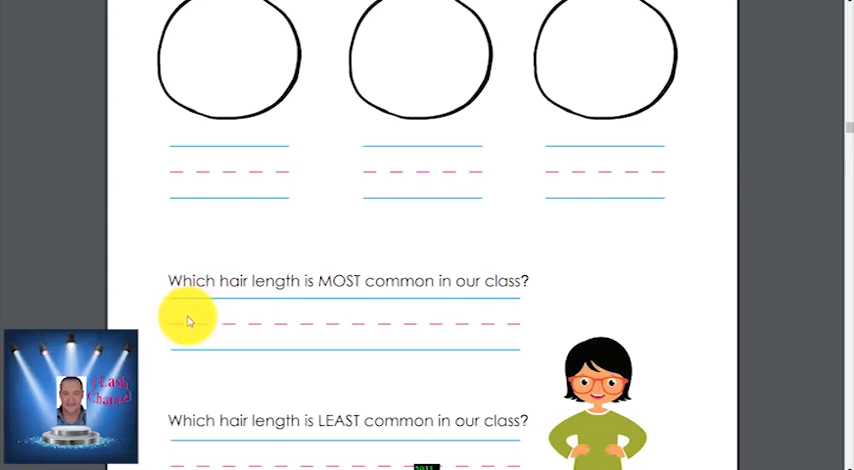 Which hair length is MOST common in our class?
Lash
Channel
Which hair length is LEAST common in our class?